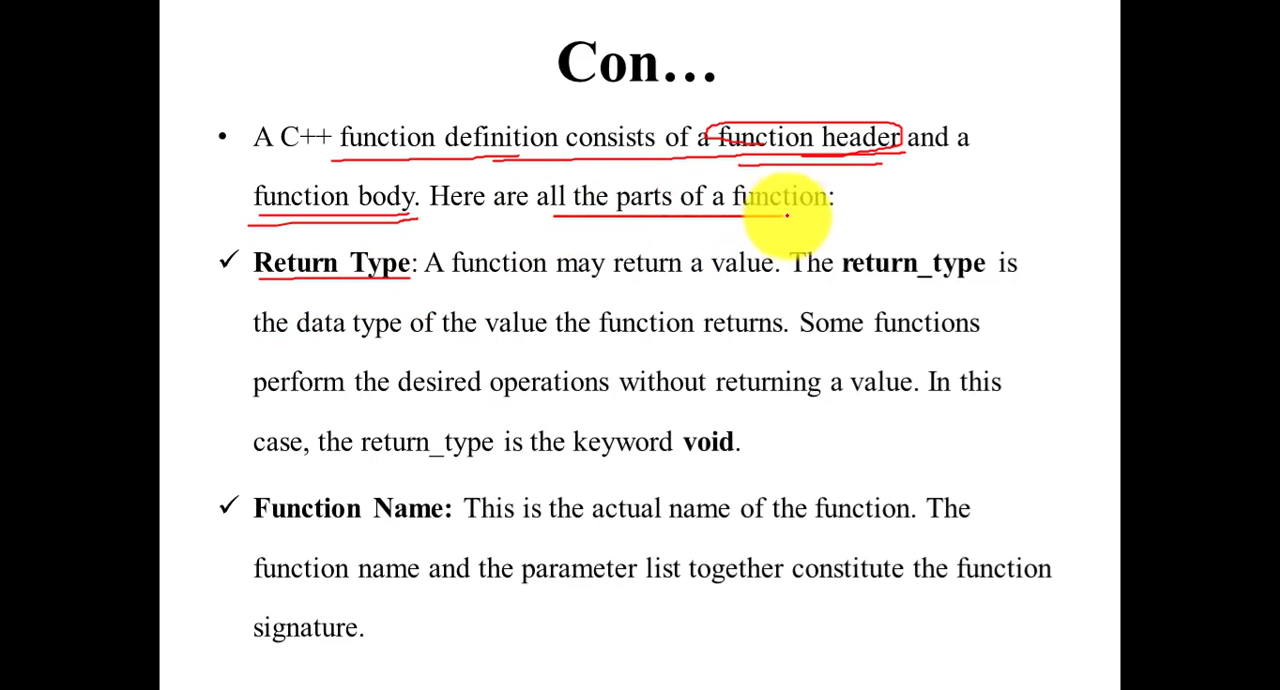 Con…
• A C++ function definition consists of a function header and a
function body. Here are all the parts of a function:
✓ Return Type: A function may return a value. The return_type is
the data type of the value the function returns. Some functions
perform the desired operations without returning a value. In this
case, the return_type is the keyword void.
✓ Function Name: This is the actual name of the function. The
function name and the parameter list together constitute the function
signature.